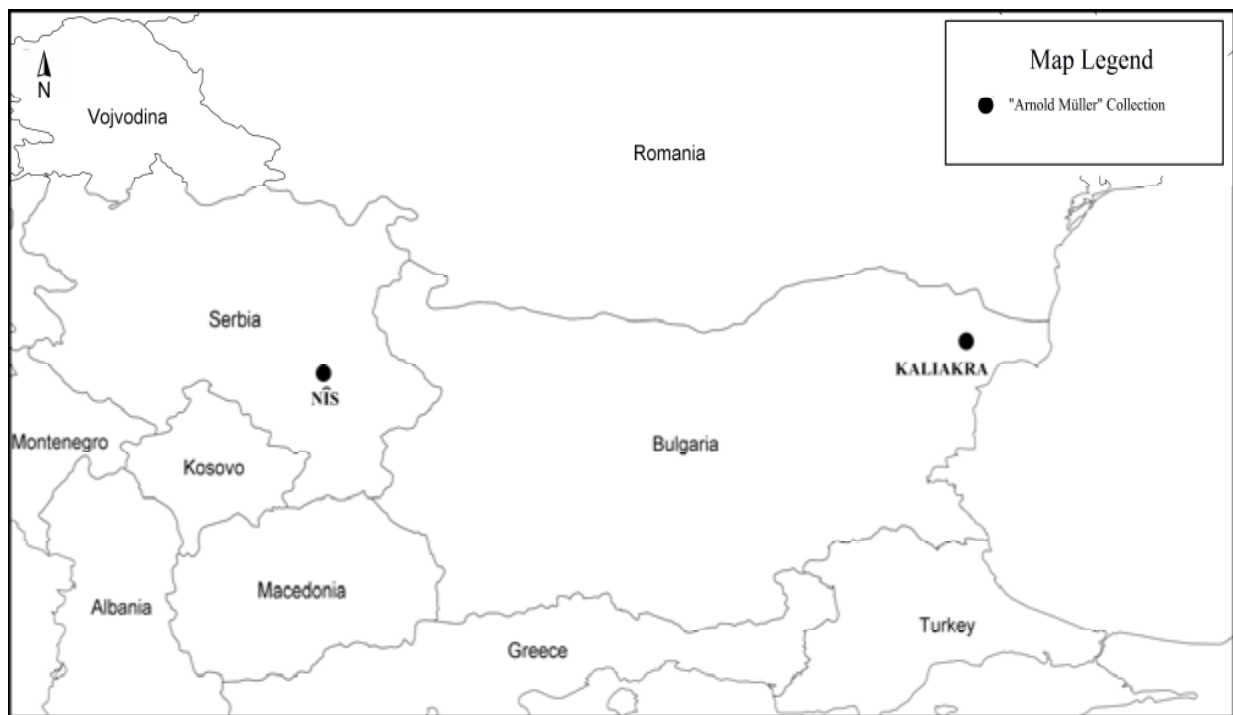 Map Legend
"Arnold Müller" Collection
N
Vojvodina
Romania
Serbia
NÎS
KALIAKRA
Montenegro
Kosovo
Bulgaria
Macedonia
Albania
Greece
Turkey